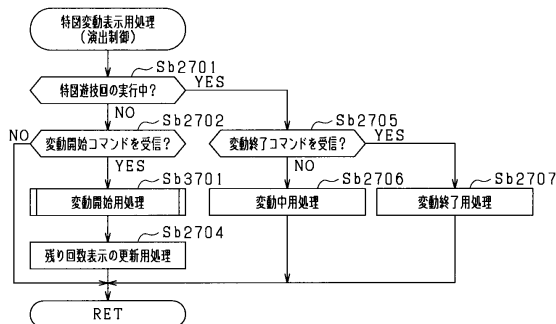 特図変動表示用処理
(演出制御)
Sb2701
特図遊技回の実行中?
YES
NO
Sb2702
NO
変動開始コマンドを受信?
YES
Sb2705
変動終了コマンドを受信?
YES
NO
Sb3701
変動開始用処理
Sb2706
変動中用処理
Sb2707
変動終了用処理
Sb2704
残り回数表示の更新用処理
RET